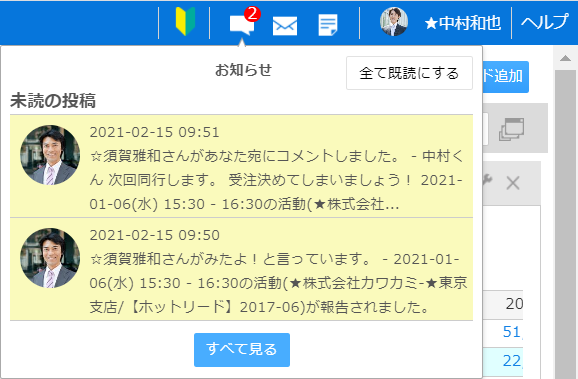 2
★中村和也
ヘルプ
お知らせ
全て既読にする
ド追加
未読の投稿
2021-02-15 09:51
☆須賀雅和さんがあなた宛にコメントしました。 - 中村く
ん 次回同行します。 受注決めてしまいましょう！ 2021-
01-06(水) 15:30 - 16:30の活動(★株式会社...
2021-02-15 09:50
☆須賀雅和さんがみたよ！と言っています。 - 2021-01-
06(水) 15:30 - 16:30の活動(★株式会社カワカミ-★東京
支店/【ホットリード】2017-06)が報告されました。
すべて見る
20
51,
22,